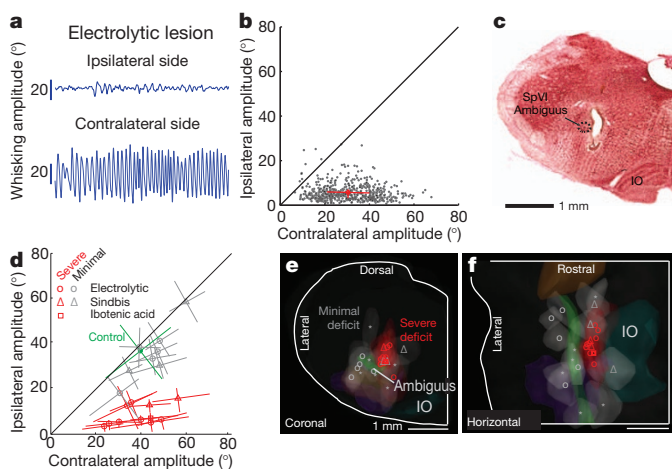 a
Electrolytic lesion
Ipsilateral side
20
Contralateral side
20
Whisking amplitude (°)
b
80
60
40
20
0
0 20 40 60 80
Ipsilateral amplitude (°)
Contralateral amplitude (°)
c
SpVI
Ambiguus
IO
1 mm
d
80
60
40
20
0
0 20 40 60 80
Ipsilateral amplitude (°)
Contralateral amplitude (°)
Severe
Minimal
Electrolytic
Sindbis
Ibotenic acid
Control
e
Dorsal
Lateral
Minimal
deficit
Severe
deficit
Ambiguus
IO
Coronal
1 mm
f
Rostral
Lateral
IO
Horizontal